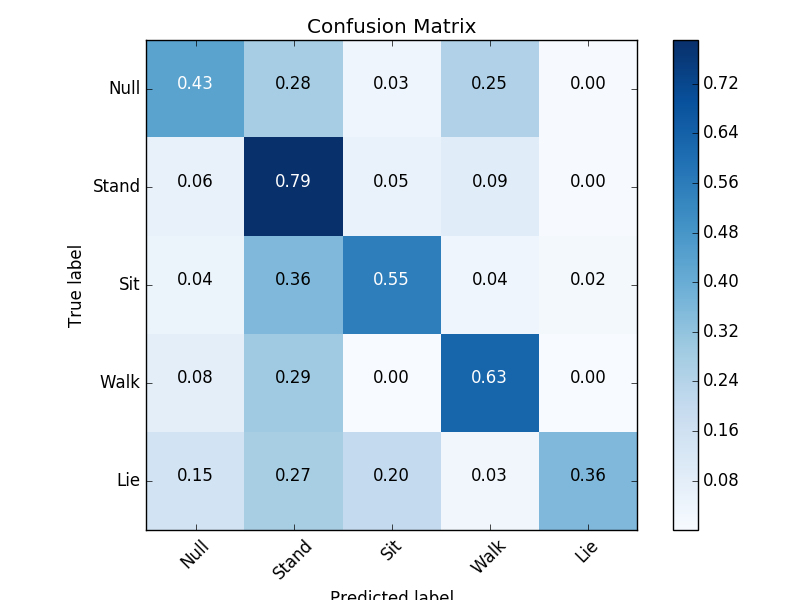 Confusion Matrix
Null 0.43 0.28 0.03 0.25 0.00
Stand 0.06 0.79 0.05 0.09 0.00
Sit 0.04 0.36 0.55 0.04 0.02
Walk 0.08 0.29 0.00 0.63 0.00
Lie 0.15 0.27 0.20 0.03 0.36
True label
Null Stand Sit Walk Lie
Predicted label
0.72
0.64
0.56
0.48
0.40
0.32
0.24
0.16
0.08